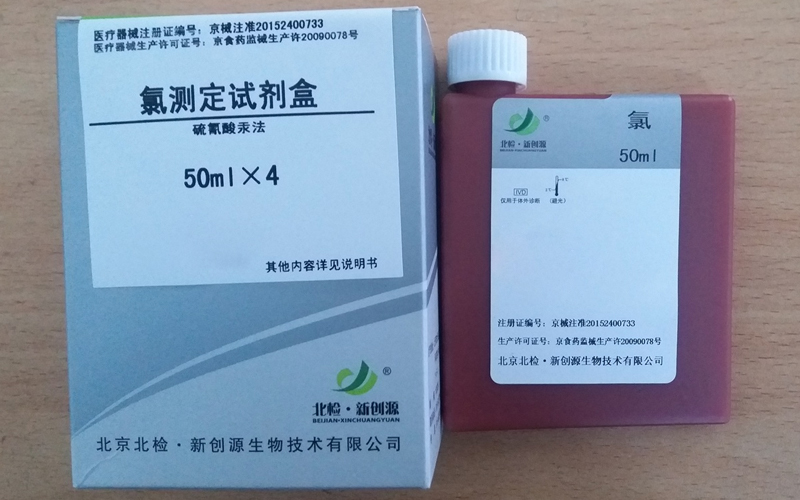 医疗器械注册证编号：京械注准20152400733
医疗器械生产许可证号：京食药监械生产许20090078号
氯测定试剂盒
硫氰酸汞法
50ml×4
其他内容详见说明书
®
北检·新创源
BEIJIAN·XINCHUANGYUAN
北京北检·新创源生物技术有限公司
®
北检·新创源
BEIJIAN·XINCHUANGYUAN
氯
50ml
IVD
仅用于体外诊断
(避光)
注册证编号：京械注准20152400733
生产许可证号：京食药监械生产许20090078号
北京北检·新创源生物技术有限公司